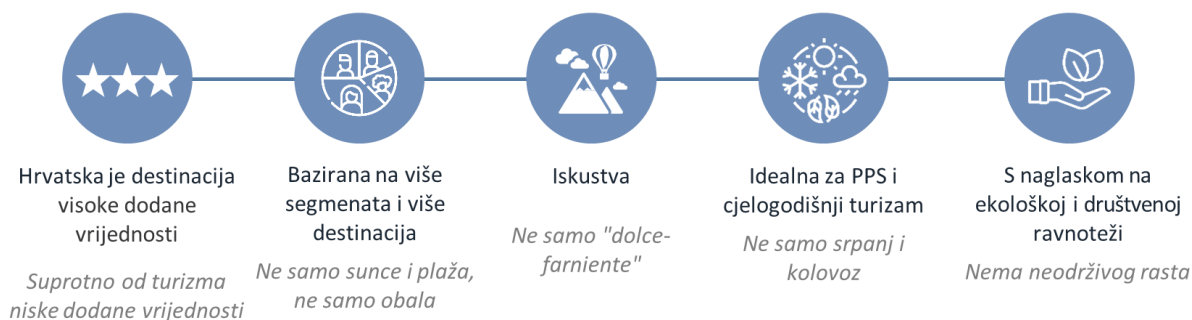 Hrvatska je destinacija
visoke dodane
vrijednosti
Suprotno od turizma
niske dodane vrijednosti
Bazirana na više
segmenata i više
destinacija
Ne samo sunce i plaža,
ne samo obala
Iskustva
Ne samo "dolce-
farniente"
Idealna za PPS i
cjelogodišnji turizam
Ne samo srpanj i
kolovoz
S naglaskom na
ekološkoj i društvenoj
ravnoteži
Nema neodrživog rasta